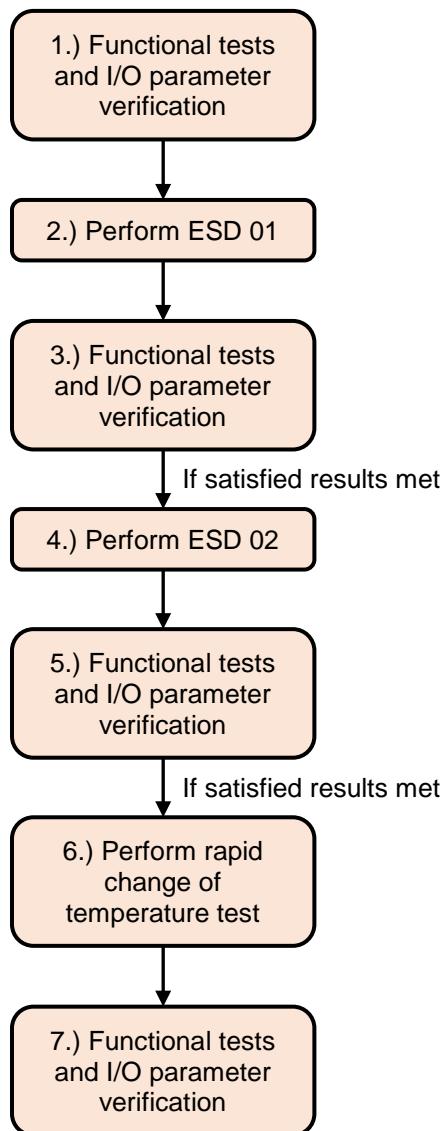 1.) Functional tests
and I/O parameter
verification
2.) Perform ESD 01
3.) Functional tests
and I/O parameter
verification
If satisfied results met
4.) Perform ESD 02
5.) Functional tests
and I/O parameter
verification
If satisfied results met
6.) Perform rapid
change of
temperature test
7.) Functional tests
and I/O parameter
verification